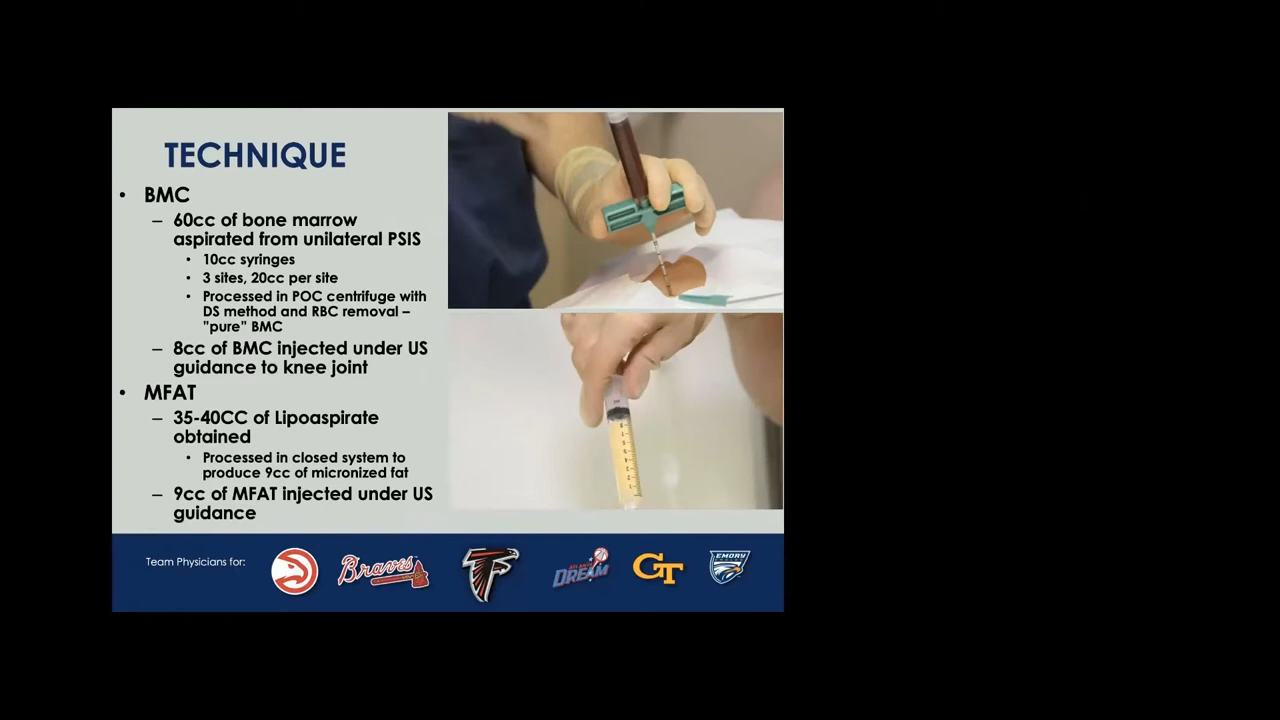 TECHNIQUE
• BMC
– 60cc of bone marrow
aspirated from unilateral PSIS
• 10cc syringes
• 3 sites, 20cc per site
• Processed in POC centrifuge with
DS method and RBC removal –
"pure" BMC
– 8cc of BMC injected under US
guidance to knee joint
• MFAT
– 35-40CC of Lipoaspirate
obtained
• Processed in closed system to
produce 9cc of micronized fat
– 9cc of MFAT injected under US
guidance
Team Physicians for:
Braves
ATLANTA
DREAM
GT
EMORY